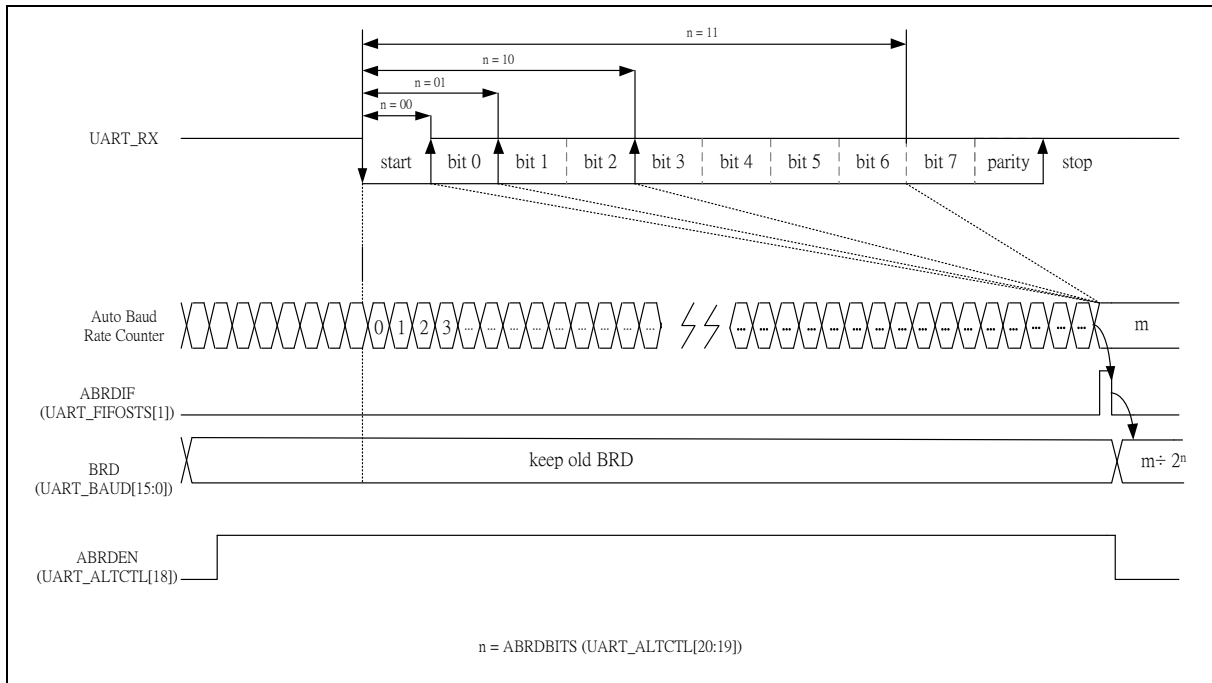 n = 11
n = 10
n = 01
n = 00
UART_RX
start bit 0 bit 1 bit 2 bit 3 bit 4 bit 5 bit 6 bit 7 parity stop
Auto Baud
Rate Counter
0 1 2 3 ... ... ... ... ... ... ... ... ... ... ... ... ... ... ... ... ... ... ... ... ... ... m
ABRDIF
(UART_FIFOSTS[1])
BRD
(UART_BAUD[15:0])
keep old BRD
m÷ 2ⁿ
ABRDEN
(UART_ALTCTL[18])
n = ABRDBITS (UART_ALTCTL[20:19])